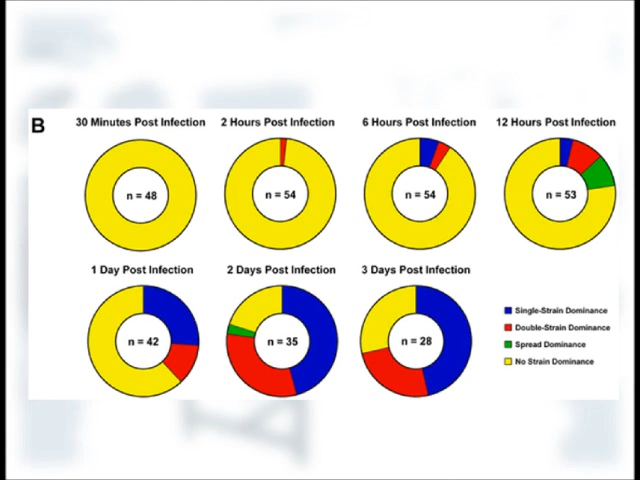 B
30 Minutes Post Infection
2 Hours Post Infection
6 Hours Post Infection
12 Hours Post Infection
n = 48
n = 54
n = 54
n = 53
1 Day Post Infection
2 Days Post Infection
3 Days Post Infection
n = 42
n = 35
n = 28
Single-Strain Dominance
Double-Strain Dominance
Spread Dominance
No Strain Dominance